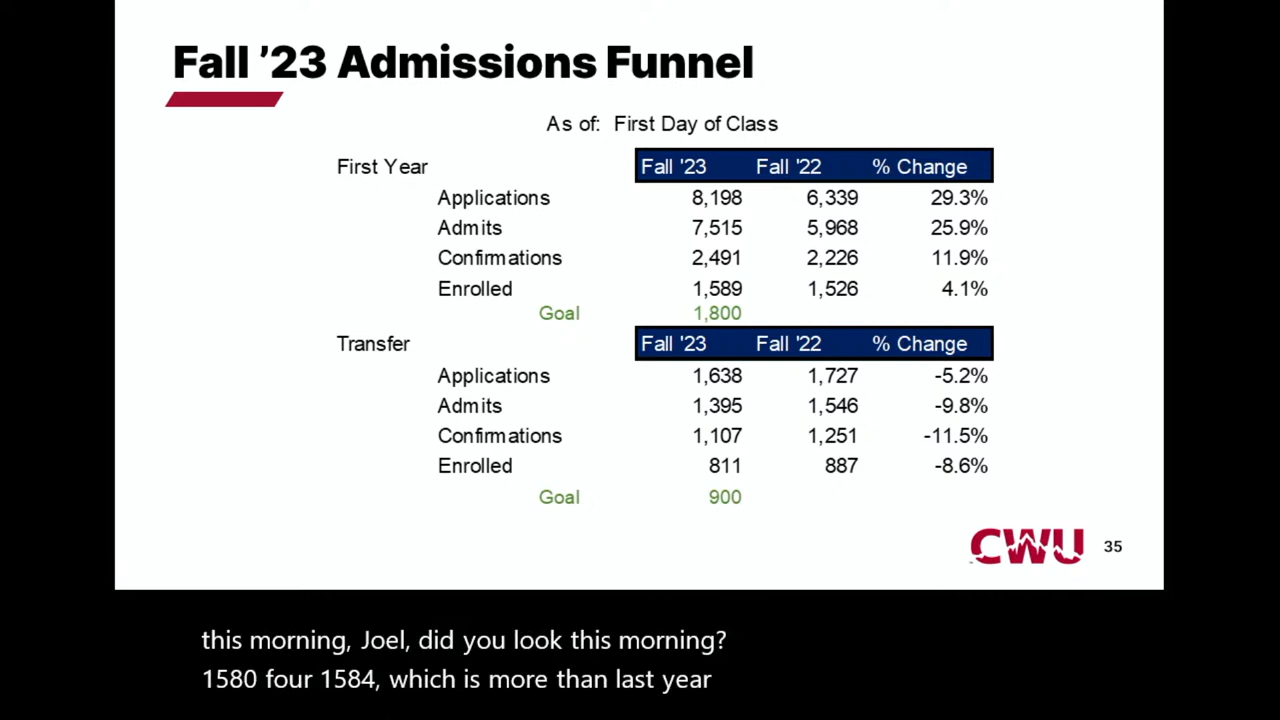 Fall ’23 Admissions Funnel
As of: First Day of Class
First Year Fall '23 Fall '22 % Change
Applications 8,198 6,339 29.3%
Admits 7,515 5,968 25.9%
Confirmations 2,491 2,226 11.9%
Enrolled 1,589 1,526 4.1%
Goal 1,800
Transfer Fall '23 Fall '22 % Change
Applications 1,638 1,727 -5.2%
Admits 1,395 1,546 -9.8%
Confirmations 1,107 1,251 -11.5%
Enrolled 811 887 -8.6%
Goal 900
CWU 35
this morning, Joel, did you look this morning?
1580 four 1584, which is more than last year